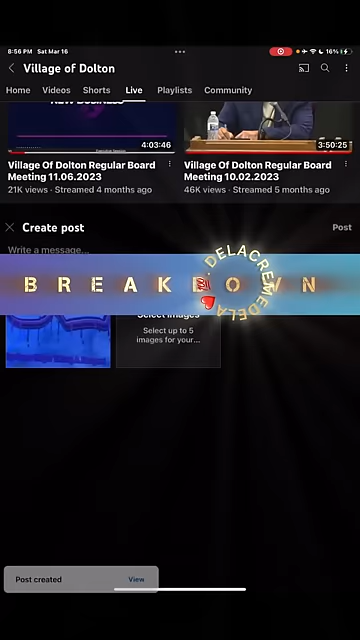 8:56 PM Sat Mar 16
16%
Village of Dolton
Home Videos Shorts Live Playlists Community
NEW BUSINESS
4:03:46
3:50:25
Village Of Dolton Regular Board
Meeting 11.06.2023
21K views · Streamed 4 months ago
Village Of Dolton Regular Board
Meeting 10.02.2023
46K views · Streamed 5 months ago
Create post
Post
Write a message...
DELACREMEDELA
BREAKDOWN
Select images
Select up to 5
images for your...
Post created
View